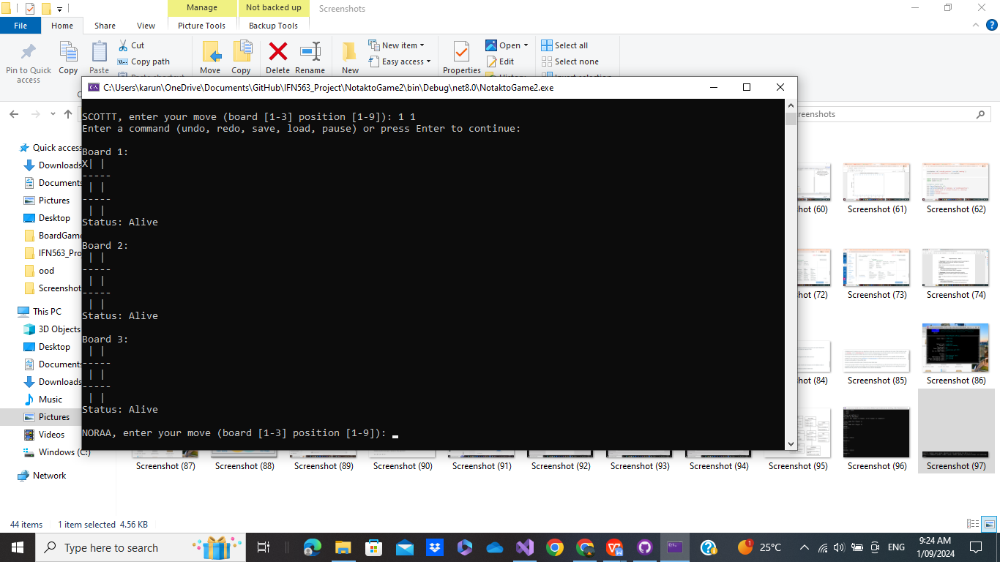 Manage
Not backed up
Screenshots
File
Home
Share
View
Picture Tools
Backup Tools
Pin to Quick access
Copy
Paste
Cut
Copy path
Move
Copy
Delete
Rename
New
New item
Easy access
Properties
Open
Edit
Select all
Select none
C:\Users\karun\OneDrive\Documents\GitHub\IFN563_Project\NotaktoGame2\bin\Debug\net8.0\NotaktoGame2.exe
SCOTTT, enter your move (board [1-3] position [1-9]): 1 1
Enter a command (undo, redo, save, load, pause) or press Enter to continue:
Board 1:
X| |
-----
 | |
-----
 | |
Status: Alive
Board 2:
 | |
-----
 | |
-----
 | |
Status: Alive
Board 3:
 | |
-----
 | |
-----
 | |
Status: Alive
NORAA, enter your move (board [1-3] position [1-9]):
reenshots
Quick access
Downloads
Documents
Pictures
Desktop
BoardGame
IFN563_Pro
ood
Screenshot
This PC
3D Objects
Desktop
Documents
Downloads
Music
Pictures
Videos
Windows (C:)
Network
hot (60)
Screenshot (61)
Screenshot (62)
hot (72)
Screenshot (73)
Screenshot (74)
hot (84)
Screenshot (85)
Screenshot (86)
Screenshot (87)
Screenshot (88)
Screenshot (89)
Screenshot (90)
Screenshot (91)
Screenshot (92)
Screenshot (93)
Screenshot (94)
Screenshot (95)
Screenshot (96)
Screenshot (97)
44 items
1 item selected 4.56 KB
Type here to search
1
25°C
ENG
9:24 AM
1/09/2024